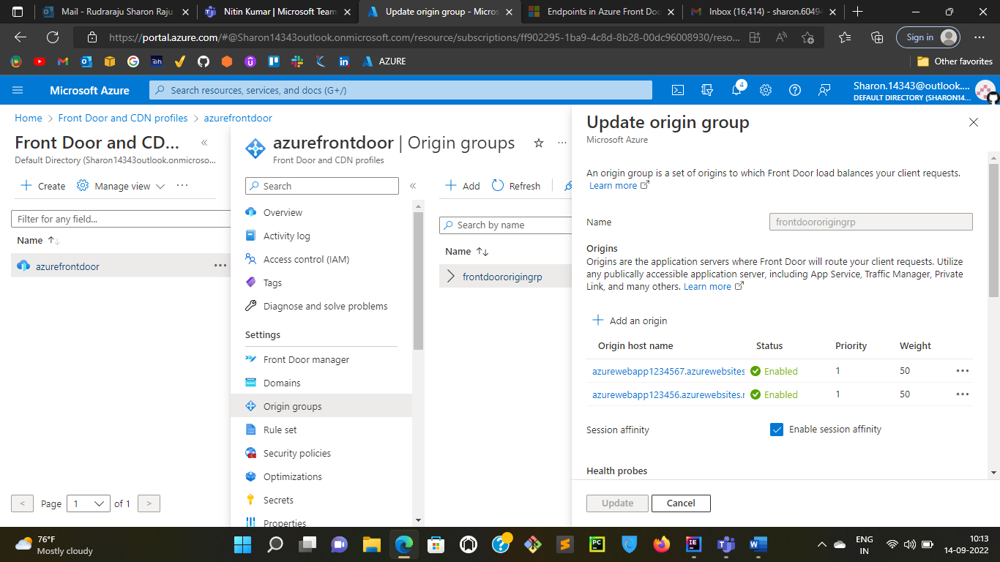 Mail - Rudraraju Sharon Raju
Nitin Kumar | Microsoft Team
Update origin group - Micros
Endpoints in Azure Front Doo
Inbox (16,414) - sharon.6049
https://portal.azure.com/#@Sharon14343outlook.onmicrosoft.com/resource/subscriptions/ff902295-1ba9-4c8d-8b28-00dc96008930/reso...
Sign in
AZURE
Other favorites
Microsoft Azure
Search resources, services, and docs (G+/)
4
Sharon.14343@outlook....
DEFAULT DIRECTORY (SHARON14...
Home > Front Door and CDN profiles > azurefrontdoor
Front Door and CD...
Default Directory (Sharon14343outlook.onmicroso...
Create
Manage view
Filter for any field...
Name
azurefrontdoor
Page 1 of 1
azurefrontdoor | Origin groups
Front Door and CDN profiles
Search
Overview
Activity log
Access control (IAM)
Tags
Diagnose and solve problems
Settings
Front Door manager
Domains
Origin groups
Rule set
Security policies
Optimizations
Secrets
Properties
Add
Refresh
Search by name
Name
frontdoororigingrp
Update origin group
Microsoft Azure
An origin group is a set of origins to which Front Door load balances your client requests.
Learn more
Name
frontdoororigingrp
Origins
Origins are the application servers where Front Door will route your client requests. Utilize
any publically accessible application server, including App Service, Traffic Manager, Private
Link, and many others. Learn more
Add an origin
Origin host name Status Priority Weight
azurewebapp1234567.azurewebsites Enabled 1 50
azurewebapp123456.azurewebsites.r Enabled 1 50
Session affinity
Enable session affinity
Health probes
Update
Cancel
76°F
Mostly cloudy
ENG
IN
10:13
14-09-2022